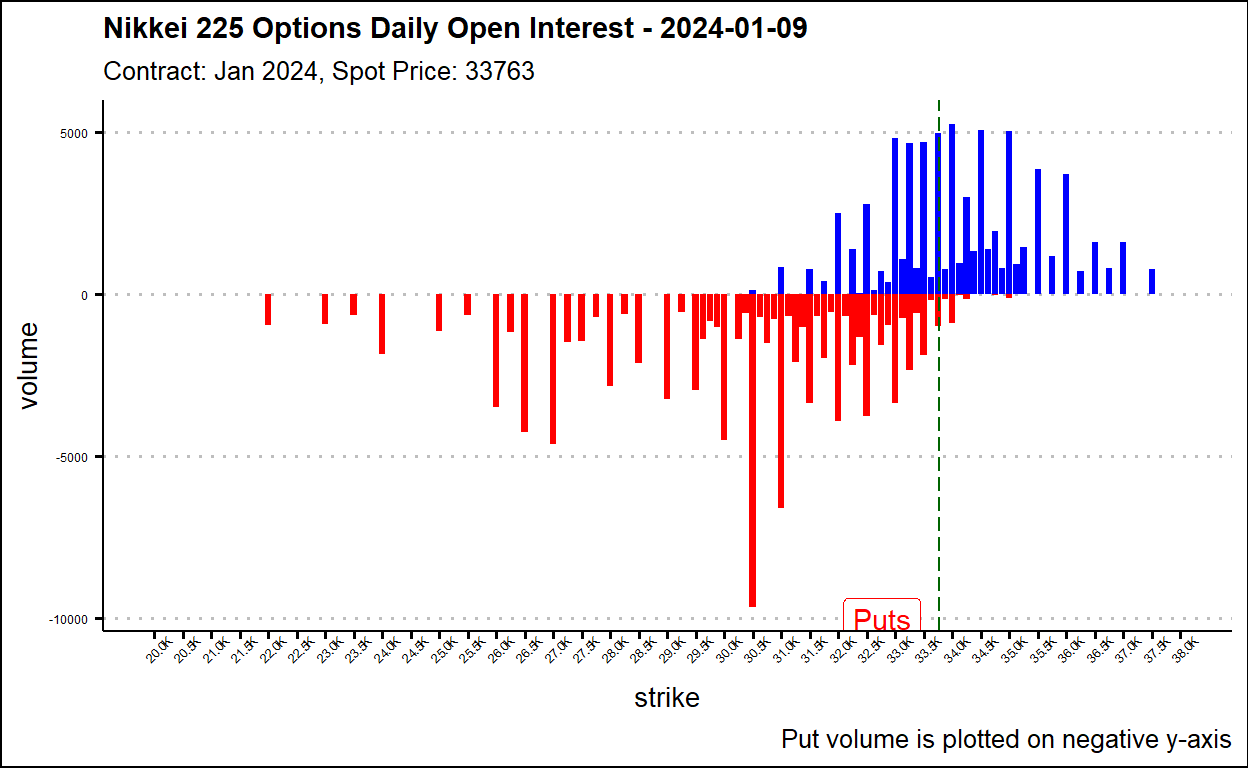 Nikkei 225 Options Daily Open Interest - 2024-01-09
Contract: Jan 2024, Spot Price: 33763
volume
5000
0
-5000
-10000
Puts
20.0K
20.5K
21.0K
21.5K
22.0K
22.5K
23.0K
23.5K
24.0K
24.5K
25.0K
25.5K
26.0K
26.5K
27.0K
27.5K
28.0K
28.5K
29.0K
29.5K
30.0K
30.5K
31.0K
31.5K
32.0K
32.5K
33.0K
33.5K
34.0K
34.5K
35.0K
35.5K
36.0K
36.5K
37.0K
37.5K
38.0K
strike
Put volume is plotted on negative y-axis